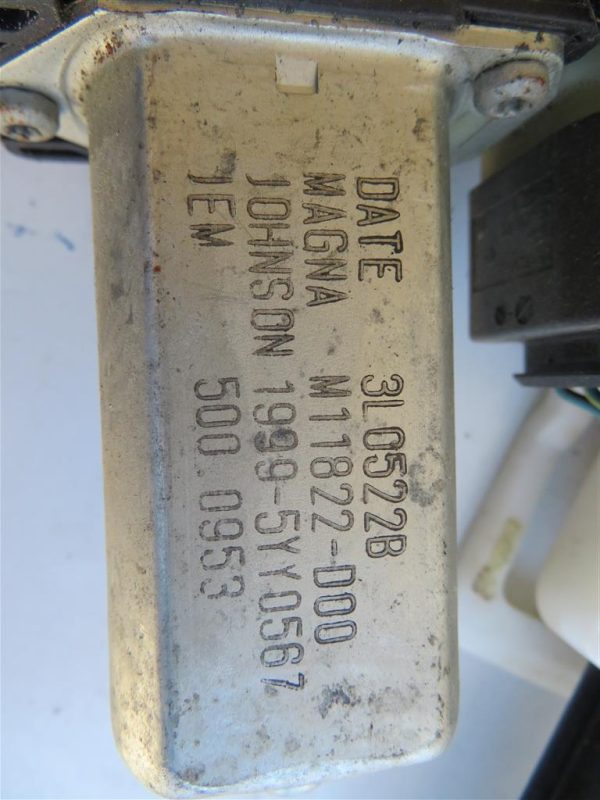 DATE 3L0522B
MAGNA M11822-D00
JOHNSON 1999-5YY0567
JEM 500.0953